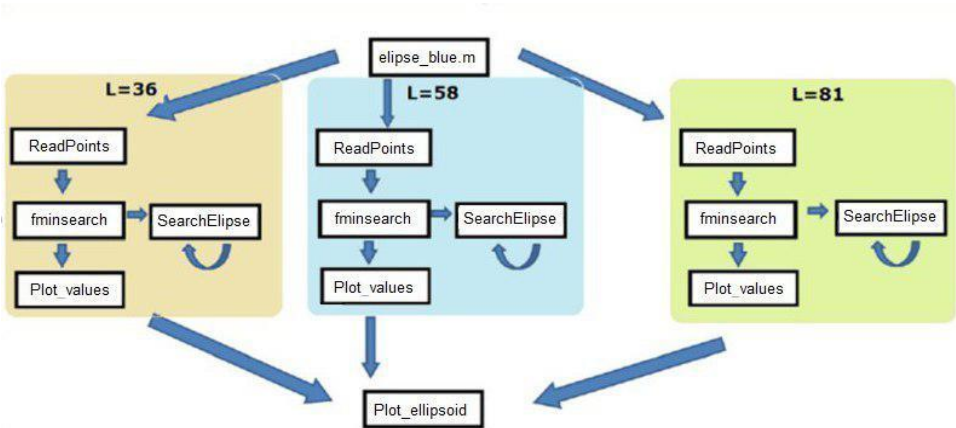 elipse_blue.m
L=36
ReadPoints
fminsearch
SearchElipse
Plot_values
L=58
ReadPoints
fminsearch
SearchElipse
Plot_values
L=81
ReadPoints
fminsearch
SearchElipse
Plot_values
Plot_ellipsoid